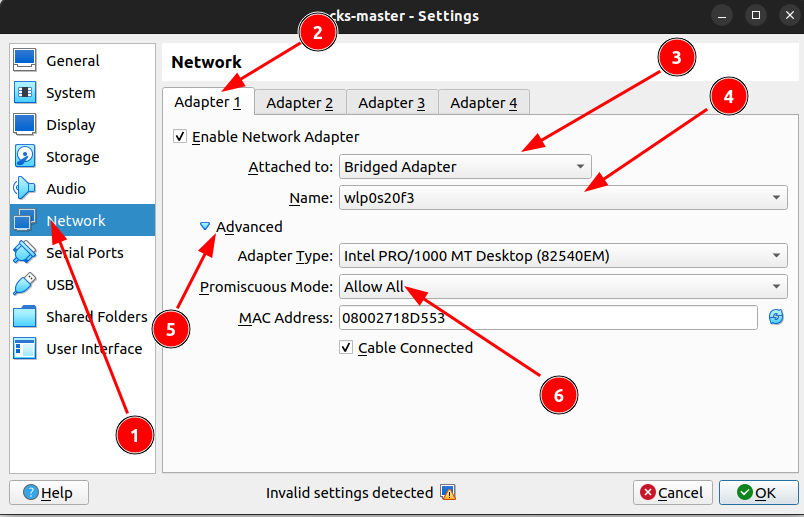 cks-master - Settings
2
General
System
Display
Storage
Audio
Network
Serial Ports
USB
Shared Folders
User Interface
1
Network
3
4
Adapter 1
Adapter 2
Adapter 3
Adapter 4
Enable Network Adapter
Attached to: Bridged Adapter
Name: wlp0s20f3
Advanced
Adapter Type: Intel PRO/1000 MT Desktop (82540EM)
Promiscuous Mode: Allow All
MAC Address: 08002718D553
5
Cable Connected
6
Help
Invalid settings detected
Cancel
OK